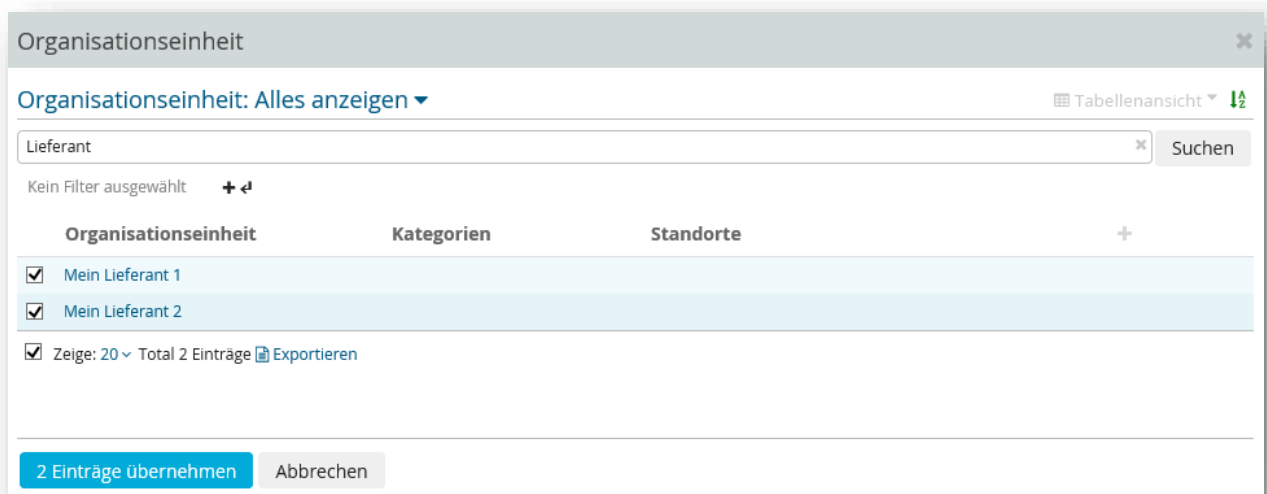 Organisationseinheit
Organisationseinheit: Alles anzeigen
Tabellenansicht
Lieferant
Suchen
Kein Filter ausgewählt
Organisationseinheit Kategorien Standorte
Mein Lieferant 1
Mein Lieferant 2
Zeige: 20 Total 2 Einträge Exportieren
2 Einträge übernehmen Abbrechen